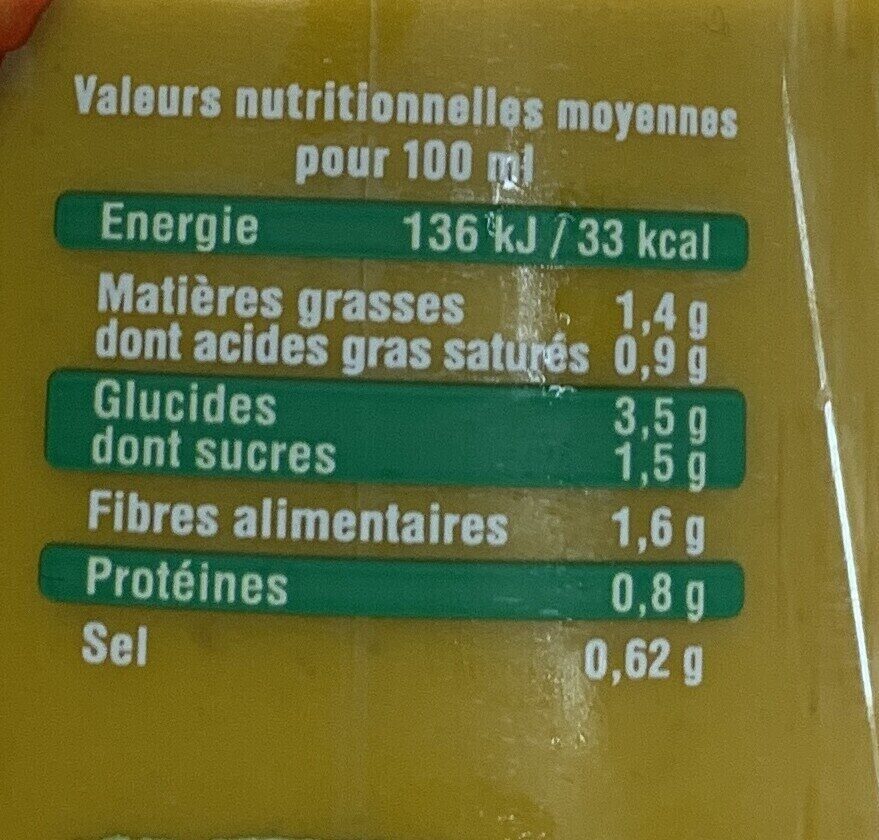 Valeurs nutritionnelles moyennes
pour 100 ml
Energie 136 kJ / 33 kcal
Matières grasses 1,4 g
dont acides gras saturés 0,9 g
Glucides 3,5 g
dont sucres 1,5 g
Fibres alimentaires 1,6 g
Protéines 0,8 g
Sel 0,62 g